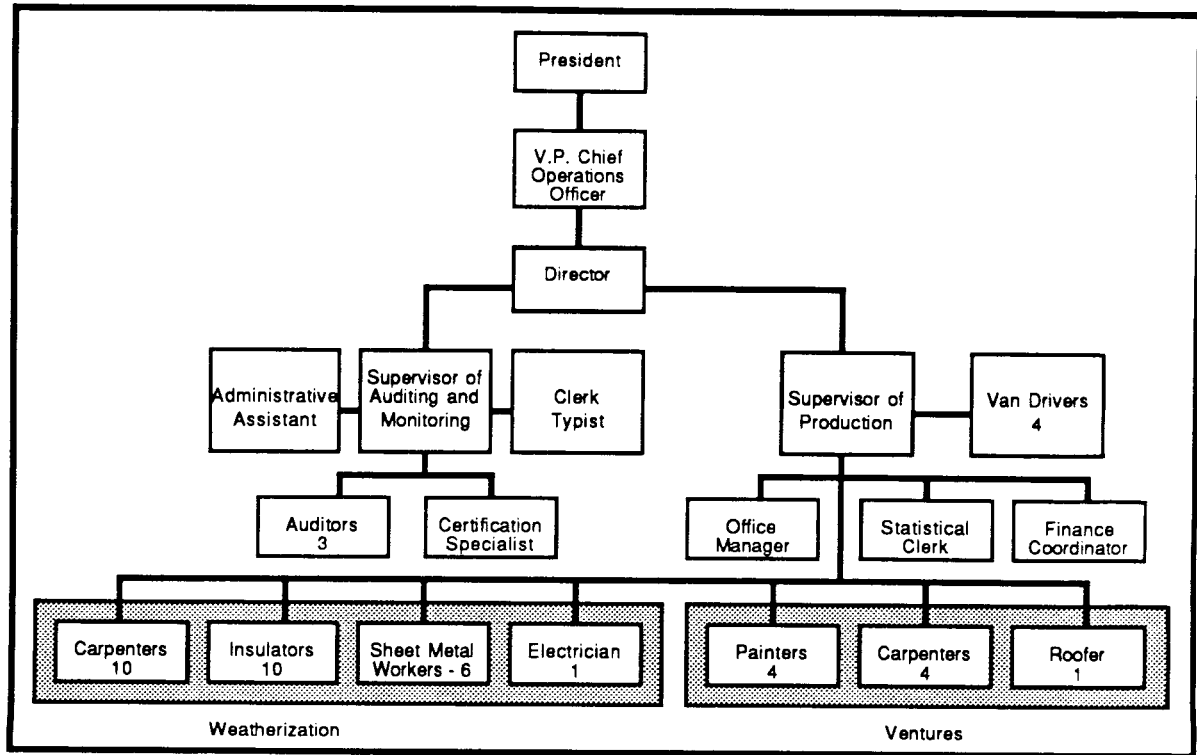 President
V.P. Chief
Operations
Officer
Director
Administrative
Assistant
Supervisor of
Auditing and
Monitoring
Clerk
Typist
Supervisor of
Production
Van Drivers
4
Auditors
3
Certification
Specialist
Office
Manager
Statistical
Clerk
Finance
Coordinator
Carpenters
10
Insulators
10
Sheet Metal
Workers - 6
Electrician
1
Painters
4
Carpenters
4
Roofer
1
Weatherization
Ventures